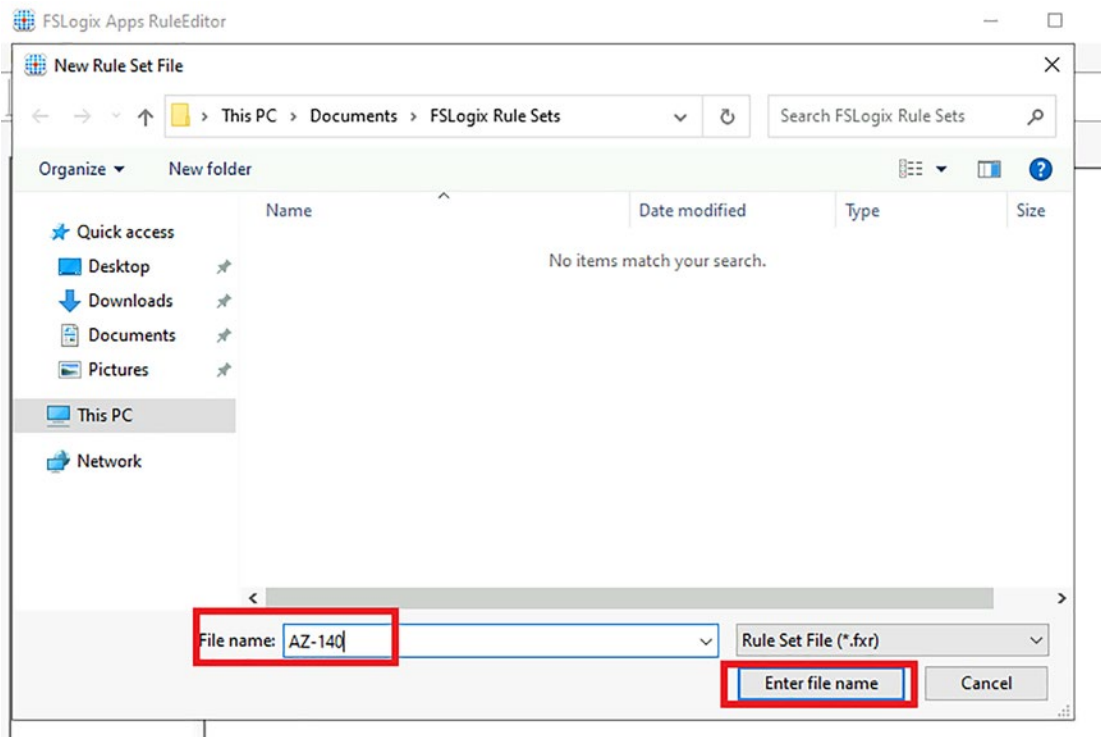 FSLogix Apps RuleEditor
New Rule Set File
This PC > Documents > FSLogix Rule Sets
Search FSLogix Rule Sets
Organize
New folder
Name
Date modified
Type
Size
No items match your search.
Quick access
Desktop
Downloads
Documents
Pictures
This PC
Network
File name: AZ-140
Rule Set File (*.fxr)
Enter file name
Cancel